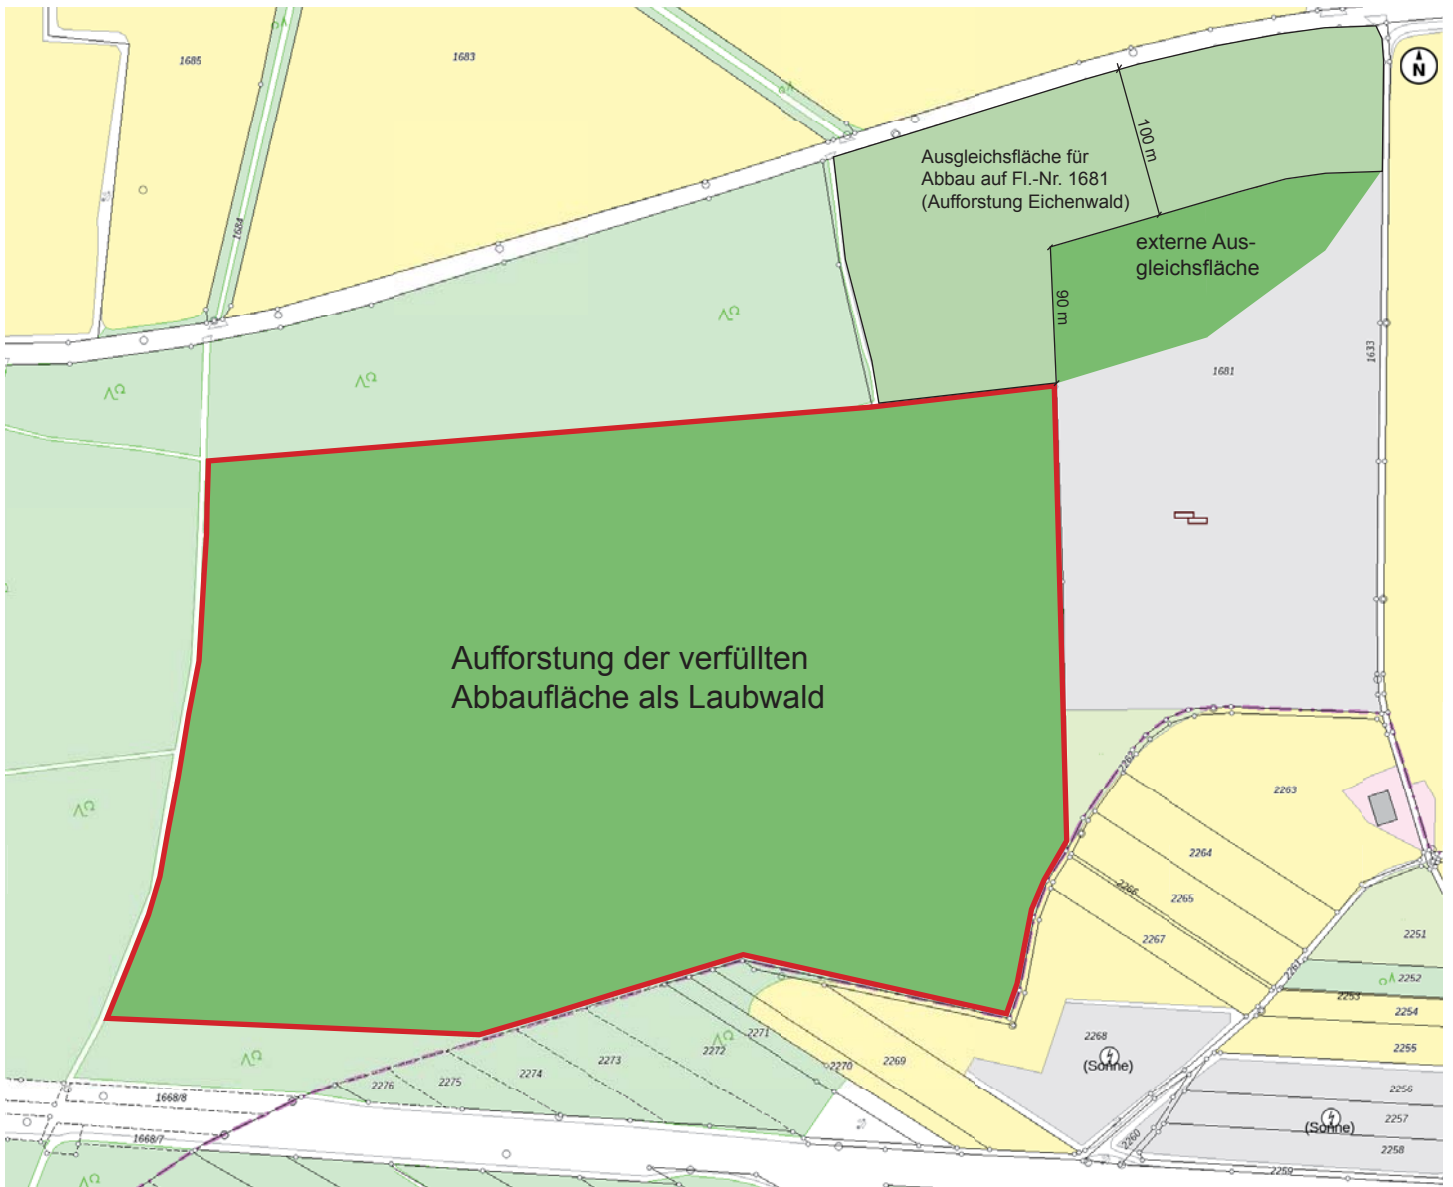 1685
1683
N
1684
100 m
Ausgleichsfläche für
Abbau auf Fl.-Nr. 1681
(Aufforstung Eichenwald)
externe Aus-
gleichsfläche
90 m
1633
1681
Aufforstung der verfüllten
Abbaufläche als Laubwald
2262
2263
2264
2266
2265
2267
2251
2261
2252
2253
2254
2268
(Sonne)
2255
2271
2272
2273
2270
2269
2274
2275
2276
2256
2257
(Sonne)
2258
1668/8
1668/7
2260
2259